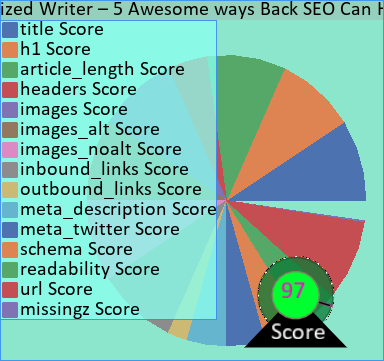 ized Writer – 5 Awesome ways Back SEO Can H
title Score
h1 Score
article_length Score
headers Score
images Score
images_alt Score
images_noalt Score
inbound_links Score
outbound_links Score
meta_description Score
meta_twitter Score
schema Score
readability Score
url Score
missingz Score
97
Score